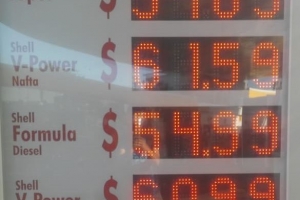 $
Shell
V-Power
Nafta
$ 61.59
Shell
Formula
Diesel
$ 54.99
Shell
V-Power
$